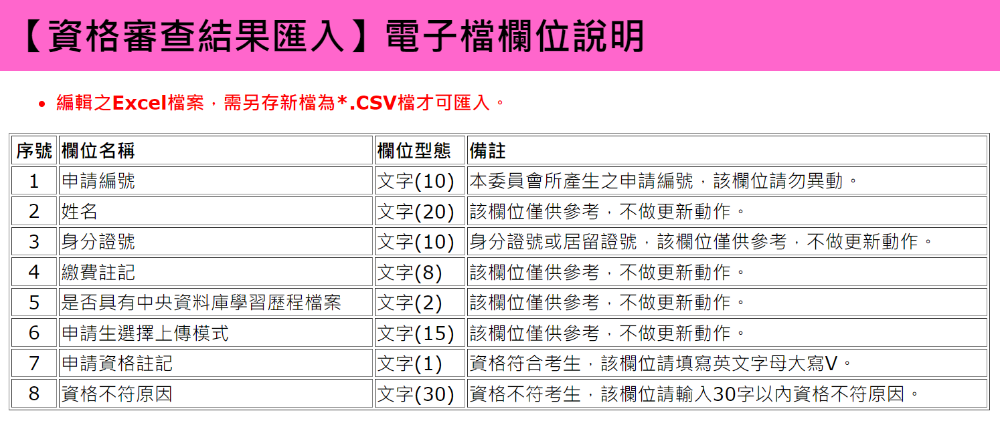 【資格審查結果匯入】電子檔欄位說明
• 編輯之Excel檔案，需另存新檔為*.CSV檔才可匯入。
序號 欄位名稱 欄位型態 備註
1 申請編號 文字(10) 本委員會所產生之申請編號，該欄位請勿異動。
2 姓名 文字(20) 該欄位僅供參考，不做更新動作。
3 身分證號 文字(10) 身分證號或居留證號，該欄位僅供參考，不做更新動作。
4 繳費註記 文字(8) 該欄位僅供參考，不做更新動作。
5 是否具有中央資料庫學習歷程檔案 文字(2) 該欄位僅供參考，不做更新動作。
6 申請生選擇上傳模式 文字(15) 該欄位僅供參考，不做更新動作。
7 申請資格註記 文字(1) 資格符合考生，該欄位請填寫英文字母大寫V。
8 資格不符原因 文字(30) 資格不符考生，該欄位請輸入30字以內資格不符原因。